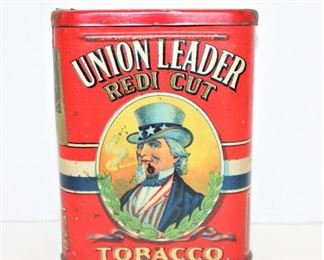 UNION LEADER
REDI CUT
TOBACCO